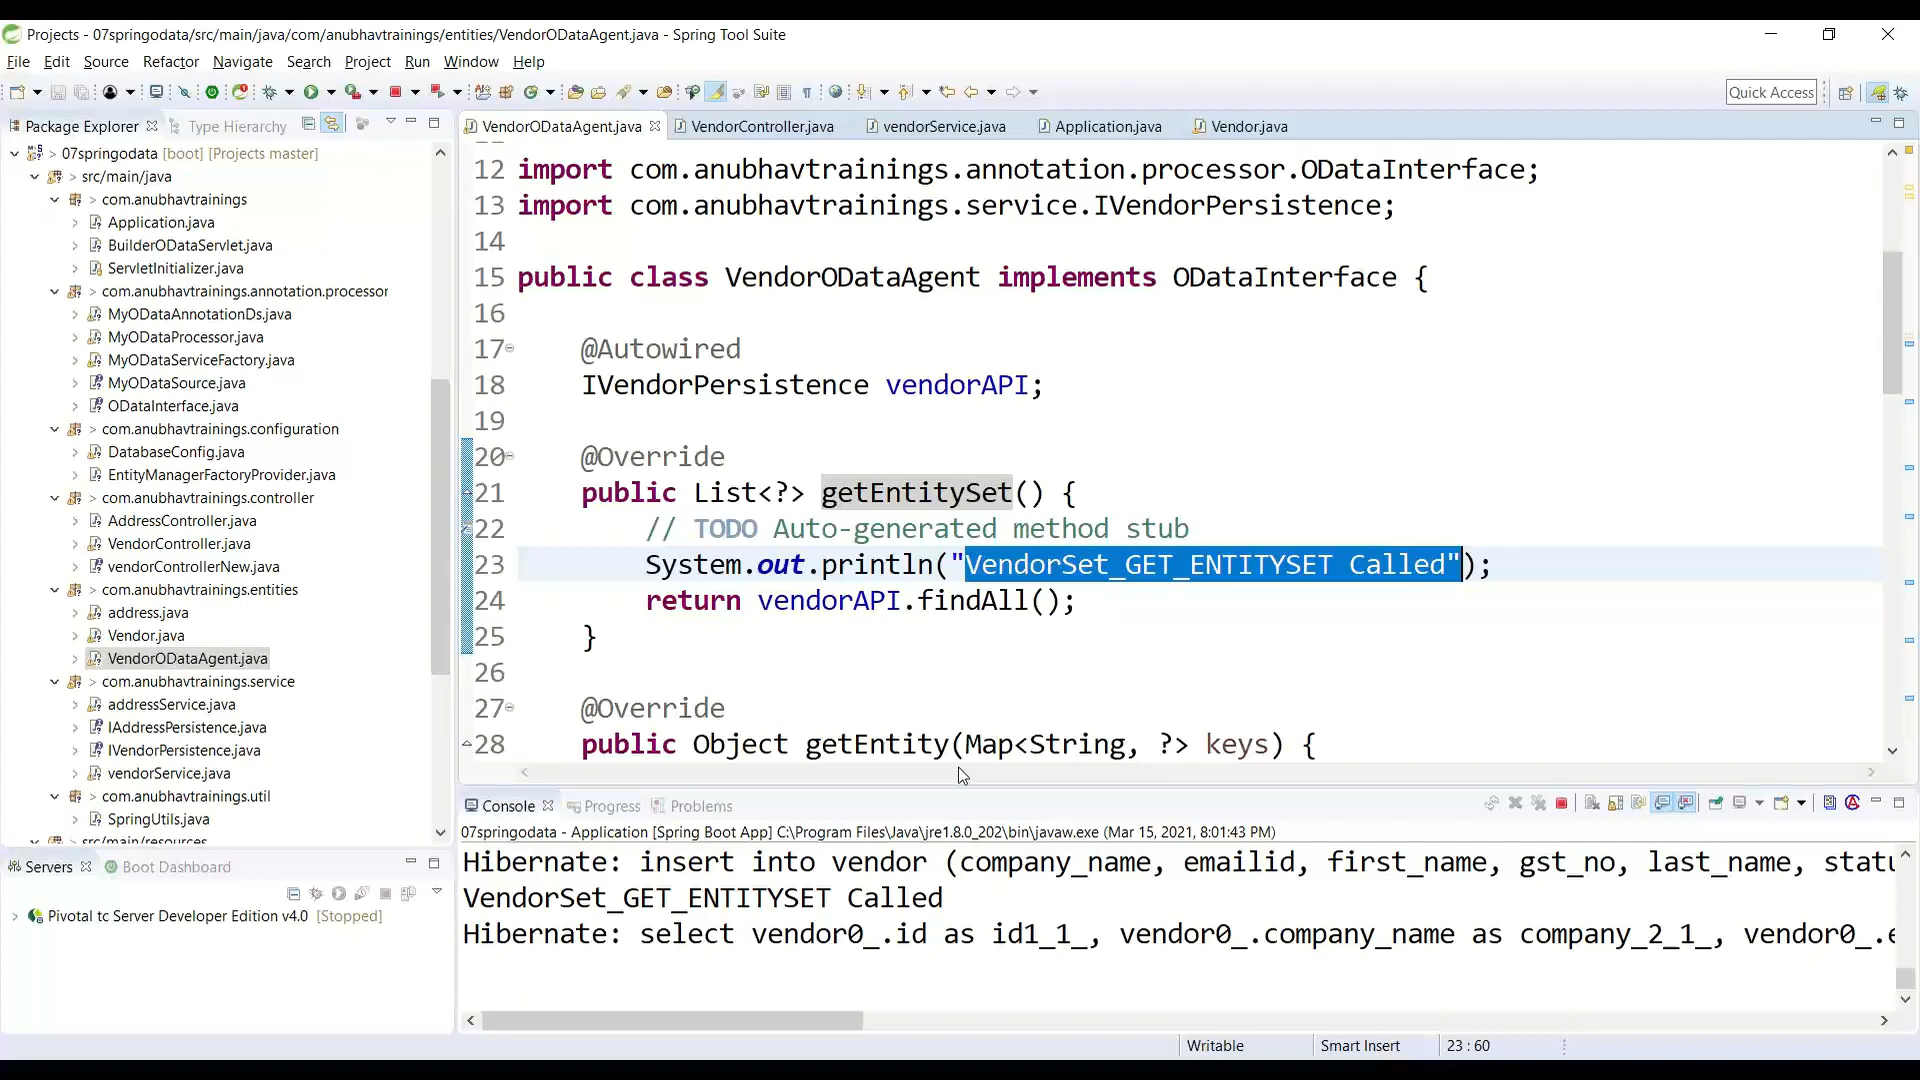 Projects - 07springodata/src/main/java/com/anubhavtrainings/entities/VendorODataAgent.java - Spring Tool Suite
File Edit Source Refactor Navigate Search Project Run Window Help
Quick Access
Package Explorer Type Hierarchy
VendorODataAgent.java VendorController.java vendorService.java Application.java Vendor.java
> 07springodata [boot] [Projects master]
> src/main/java
> com.anubhavtrainings
Application.java
BuilderODataServlet.java
ServletInitializer.java
> com.anubhavtrainings.annotation.processor
MyODataAnnotationDs.java
MyODataProcessor.java
MyODataServiceFactory.java
MyODataSource.java
ODataInterface.java
> com.anubhavtrainings.configuration
DatabaseConfig.java
EntityManagerFactoryProvider.java
> com.anubhavtrainings.controller
AddressController.java
VendorController.java
vendorControllerNew.java
> com.anubhavtrainings.entities
address.java
Vendor.java
VendorODataAgent.java
> com.anubhavtrainings.service
addressService.java
IAddressPersistence.java
IVendorPersistence.java
vendorService.java
> com.anubhavtrainings.util
SpringUtils.java
> src/main/resources
12 import com.anubhavtrainings.annotation.processor.ODataInterface;
13 import com.anubhavtrainings.service.IVendorPersistence;
14
15 public class VendorODataAgent implements ODataInterface {
16
17 @Autowired
18 IVendorPersistence vendorAPI;
19
20 @Override
21 public List<?> getEntitySet() {
22 // TODO Auto-generated method stub
23 System.out.println("VendorSet_GET_ENTITYSET Called");
24 return vendorAPI.findAll();
25 }
26
27 @Override
28 public Object getEntity(Map<String, ?> keys) {
Servers Boot Dashboard
Pivotal tc Server Developer Edition v4.0 [Stopped]
Console Progress Problems
07springodata - Application [Spring Boot App] C:\Program Files\Java\jre1.8.0_202\bin\javaw.exe (Mar 15, 2021, 8:01:43 PM)
Hibernate: insert into vendor (company_name, emailid, first_name, gst_no, last_name, statu
VendorSet_GET_ENTITYSET Called
Hibernate: select vendor0_.id as id1_1_, vendor0_.company_name as company_2_1_, vendor0_.e
Writable Smart Insert 23 : 60